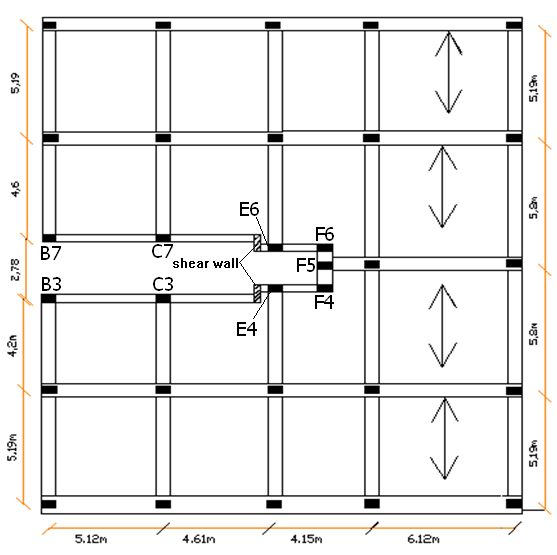 5,19
5,19m
4,6
5,8m
E6
F6
B7
C7
F5
shear wall
2,78
B3
C3
F4
E4
4,2m
5,8m
5,19m
5,19m
5.12m
4.61m
4.15m
6.12m